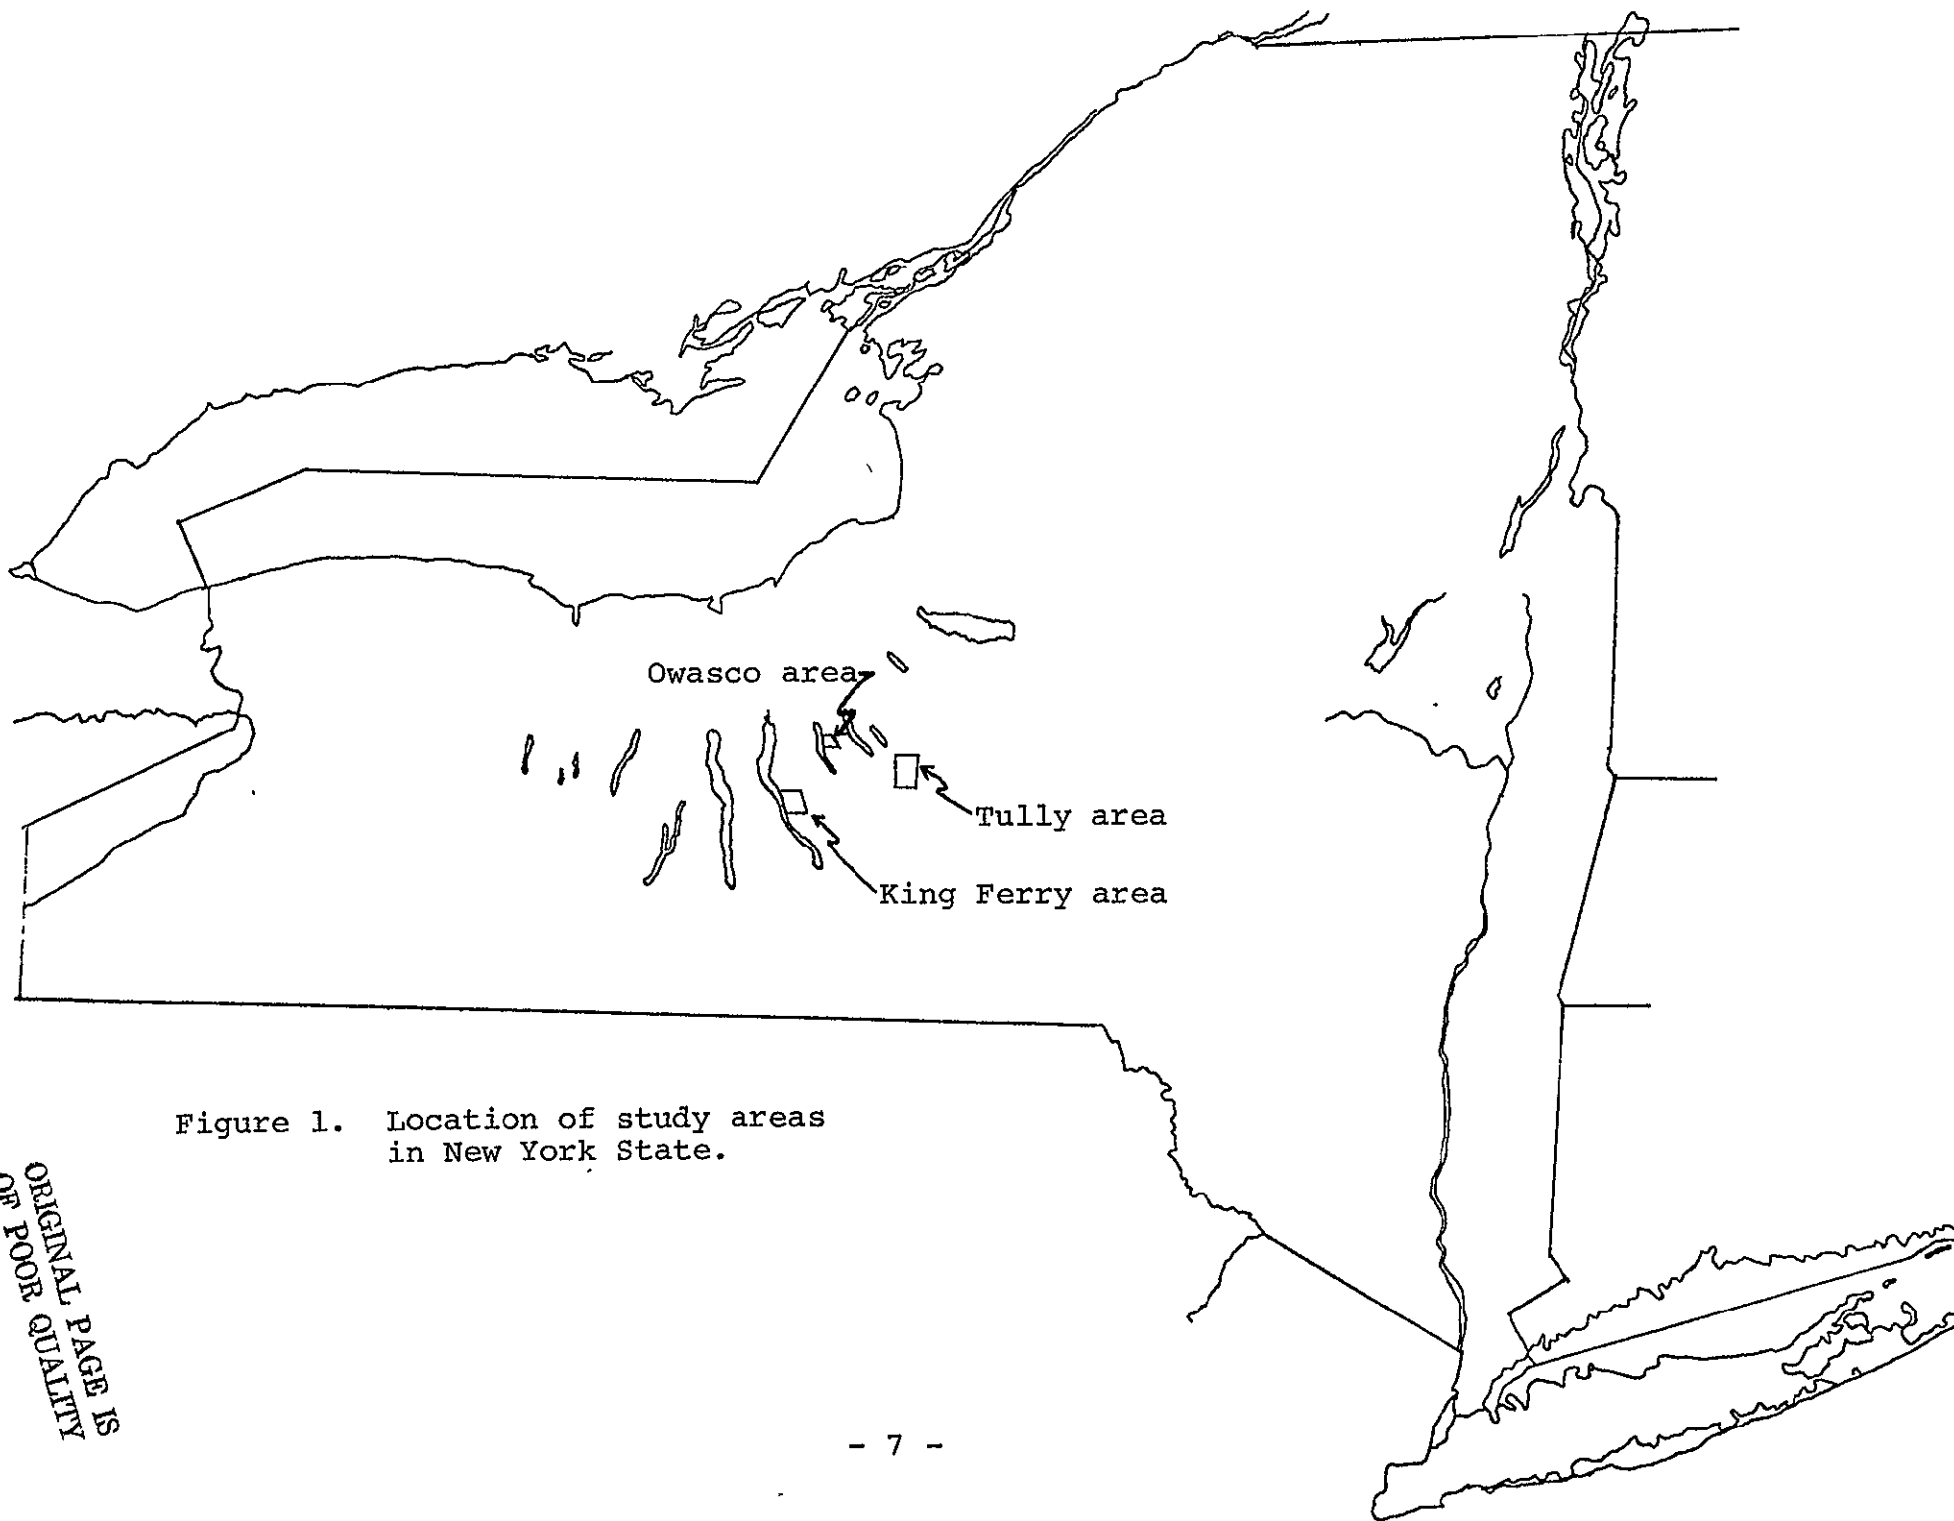 Owasco area
Tully area
King Ferry area
Figure 1. Location of study areas
in New York State.
ORIGINAL PAGE IS
OF POOR QUALITY
- 7 -